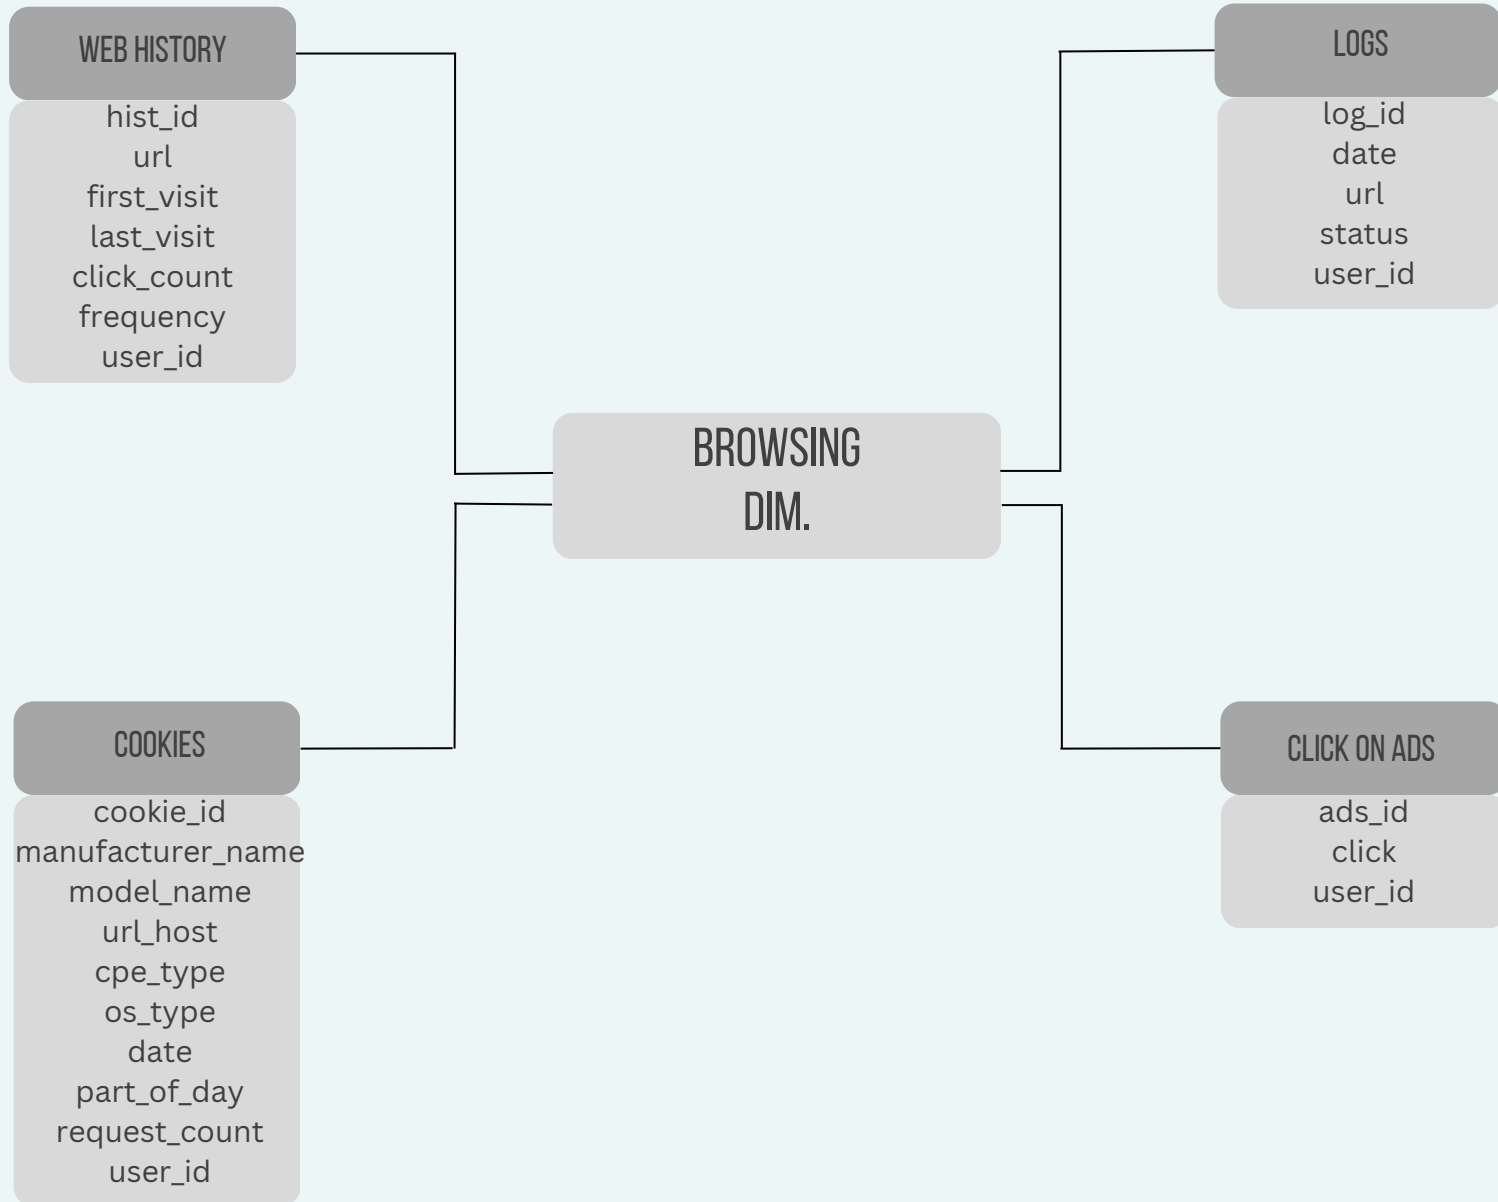 WEB HISTORY
hist_id
url
first_visit
last_visit
click_count
frequency
user_id
LOGS
log_id
date
url
status
user_id
BROWSING
DIM.
COOKIES
cookie_id
manufacturer_name
model_name
url_host
cpe_type
os_type
date
part_of_day
request_count
user_id
CLICK ON ADS
ads_id
click
user_id